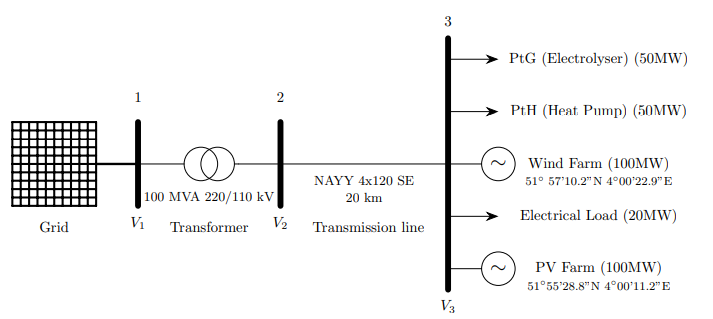 3
PtG (Electrolyser) (50MW)
1
2
PtH (Heat Pump) (50MW)
Wind Farm (100MW)
51° 57'10.2"N 4°00'22.9"E
NAYY 4x120 SE
20 km
100 MVA 220/110 kV
Electrical Load (20MW)
Grid
V1
Transformer
V2
Transmission line
PV Farm (100MW)
51°55'28.8"N 4°00'11.2"E
V3